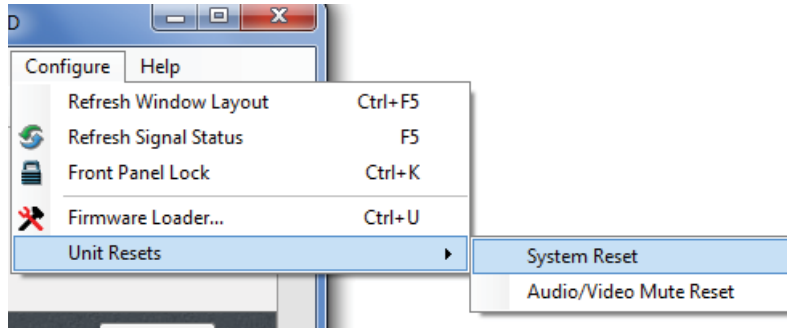 D
Configure Help
Refresh Window Layout Ctrl+F5
Refresh Signal Status F5
Front Panel Lock Ctrl+K
Firmware Loader... Ctrl+U
Unit Resets
System Reset
Audio/Video Mute Reset